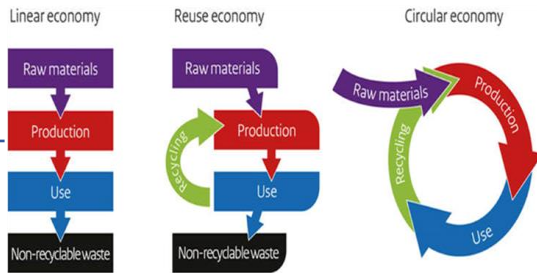 Linear economy
Raw materials
Production
Use
Non-recyclable waste
Reuse economy
Raw materials
Production
Recycling
Use
Non-recyclable waste
Circular economy
Raw materials
Production
Recycling
Use